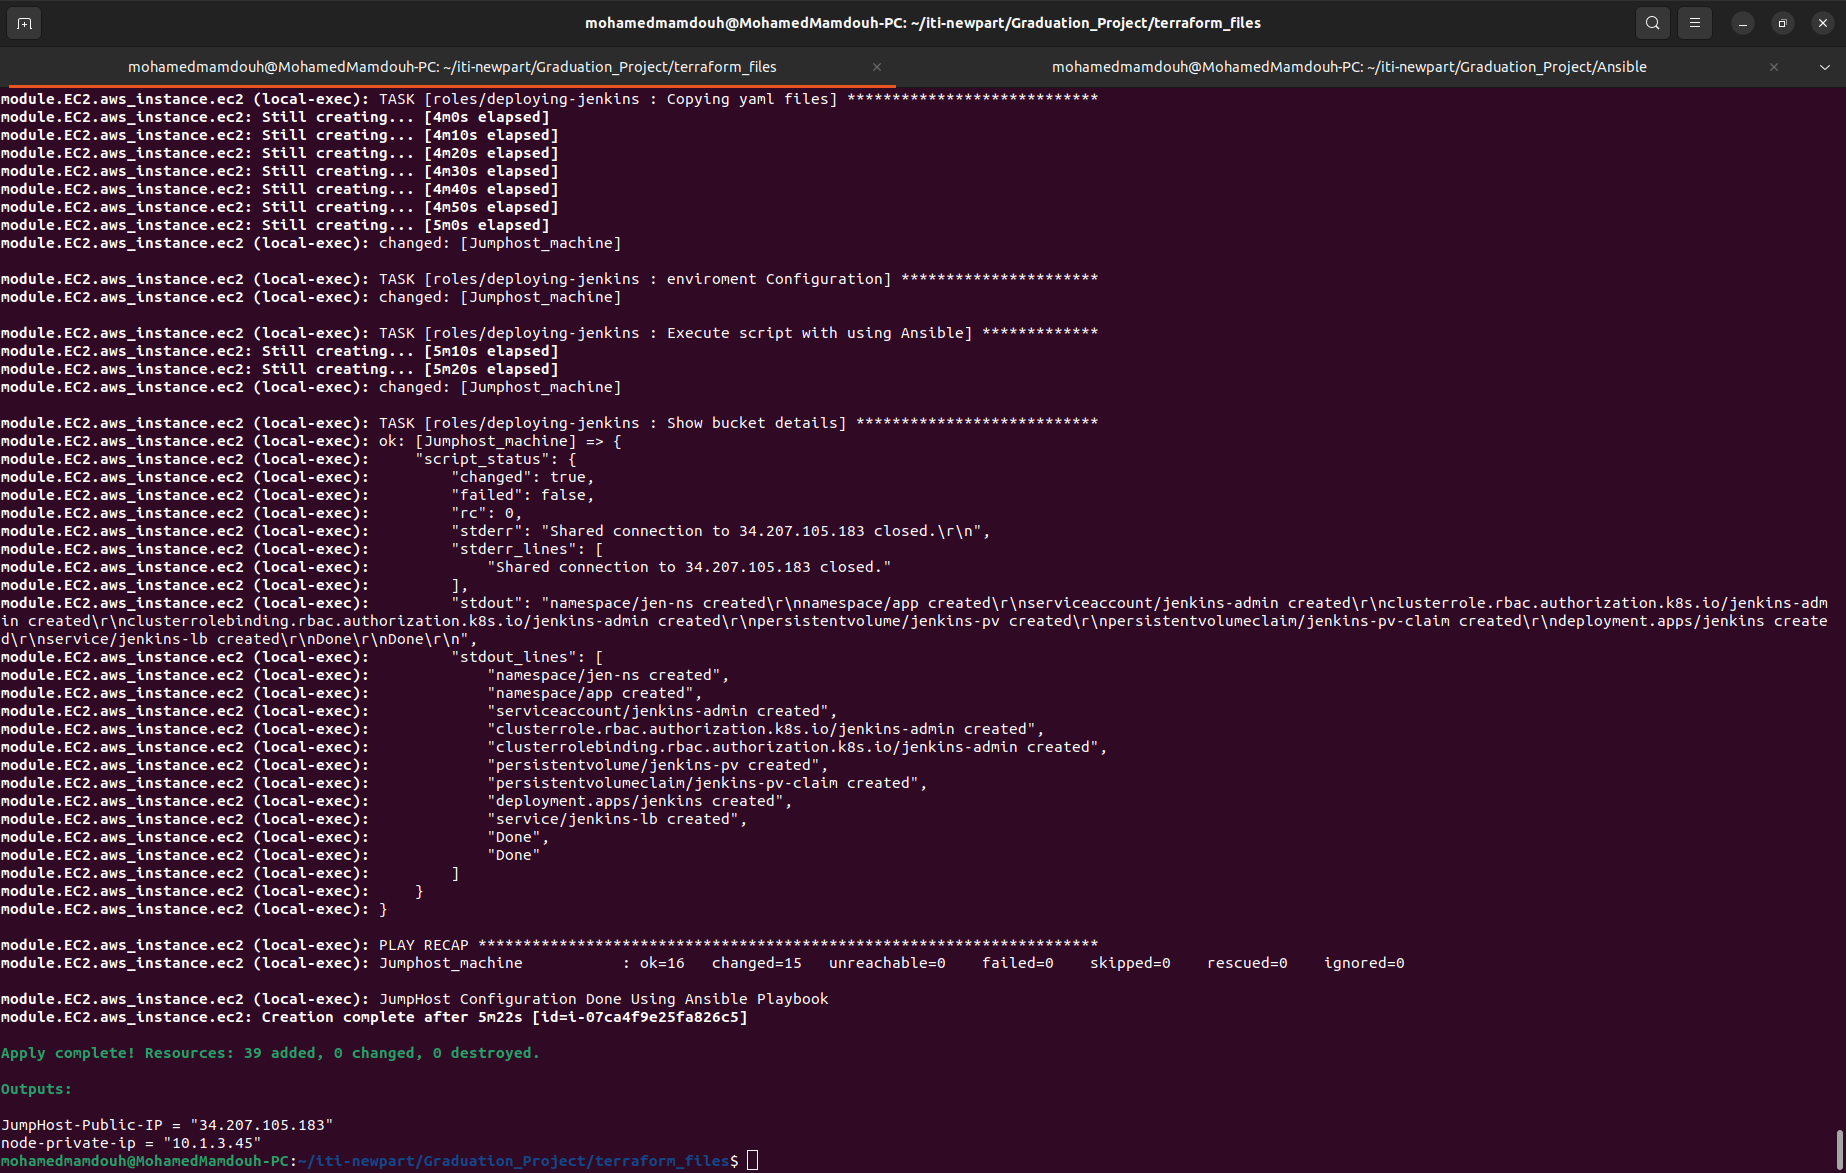 mohamedmamdouh@MohamedMamdouh-PC: ~/iti-newpart/Graduation_Project/terraform_files
mohamedmamdouh@MohamedMamdouh-PC: ~/iti-newpart/Graduation_Project/terraform_files
mohamedmamdouh@MohamedMamdouh-PC: ~/iti-newpart/Graduation_Project/Ansible
module.EC2.aws_instance.ec2 (local-exec): TASK [roles/deploying-jenkins : Copying yaml files] ****************************
module.EC2.aws_instance.ec2: Still creating... [4m0s elapsed]
module.EC2.aws_instance.ec2: Still creating... [4m10s elapsed]
module.EC2.aws_instance.ec2: Still creating... [4m20s elapsed]
module.EC2.aws_instance.ec2: Still creating... [4m30s elapsed]
module.EC2.aws_instance.ec2: Still creating... [4m40s elapsed]
module.EC2.aws_instance.ec2: Still creating... [4m50s elapsed]
module.EC2.aws_instance.ec2: Still creating... [5m0s elapsed]
module.EC2.aws_instance.ec2 (local-exec): changed: [Jumphost_machine]
module.EC2.aws_instance.ec2 (local-exec): TASK [roles/deploying-jenkins : enviroment Configuration] **********************
module.EC2.aws_instance.ec2 (local-exec): changed: [Jumphost_machine]
module.EC2.aws_instance.ec2 (local-exec): TASK [roles/deploying-jenkins : Execute script with using Ansible] *************
module.EC2.aws_instance.ec2: Still creating... [5m10s elapsed]
module.EC2.aws_instance.ec2: Still creating... [5m20s elapsed]
module.EC2.aws_instance.ec2 (local-exec): changed: [Jumphost_machine]
module.EC2.aws_instance.ec2 (local-exec): TASK [roles/deploying-jenkins : Show bucket details] ***************************
module.EC2.aws_instance.ec2 (local-exec): ok: [Jumphost_machine] => {
module.EC2.aws_instance.ec2 (local-exec):     "script_status": {
module.EC2.aws_instance.ec2 (local-exec):         "changed": true,
module.EC2.aws_instance.ec2 (local-exec):         "failed": false,
module.EC2.aws_instance.ec2 (local-exec):         "rc": 0,
module.EC2.aws_instance.ec2 (local-exec):         "stderr": "Shared connection to 34.207.105.183 closed.\r\n",
module.EC2.aws_instance.ec2 (local-exec):         "stderr_lines": [
module.EC2.aws_instance.ec2 (local-exec):             "Shared connection to 34.207.105.183 closed."
module.EC2.aws_instance.ec2 (local-exec):         ],
module.EC2.aws_instance.ec2 (local-exec):         "stdout": "namespace/jen-ns created\r\nnamespace/app created\r\nserviceaccount/jenkins-admin created\r\nclusterrole.rbac.authorization.k8s.io/jenkins-adm
in created\r\nclusterrolebinding.rbac.authorization.k8s.io/jenkins-admin created\r\npersistentvolume/jenkins-pv created\r\npersistentvolumeclaim/jenkins-pv-claim created\r\ndeployment.apps/jenkins create
d\r\nservice/jenkins-lb created\r\nDone\r\nDone\r\n",
module.EC2.aws_instance.ec2 (local-exec):         "stdout_lines": [
module.EC2.aws_instance.ec2 (local-exec):             "namespace/jen-ns created",
module.EC2.aws_instance.ec2 (local-exec):             "namespace/app created",
module.EC2.aws_instance.ec2 (local-exec):             "serviceaccount/jenkins-admin created",
module.EC2.aws_instance.ec2 (local-exec):             "clusterrole.rbac.authorization.k8s.io/jenkins-admin created",
module.EC2.aws_instance.ec2 (local-exec):             "clusterrolebinding.rbac.authorization.k8s.io/jenkins-admin created",
module.EC2.aws_instance.ec2 (local-exec):             "persistentvolume/jenkins-pv created",
module.EC2.aws_instance.ec2 (local-exec):             "persistentvolumeclaim/jenkins-pv-claim created",
module.EC2.aws_instance.ec2 (local-exec):             "deployment.apps/jenkins created",
module.EC2.aws_instance.ec2 (local-exec):             "service/jenkins-lb created",
module.EC2.aws_instance.ec2 (local-exec):             "Done",
module.EC2.aws_instance.ec2 (local-exec):             "Done"
module.EC2.aws_instance.ec2 (local-exec):         ]
module.EC2.aws_instance.ec2 (local-exec):     }
module.EC2.aws_instance.ec2 (local-exec): }
module.EC2.aws_instance.ec2 (local-exec): PLAY RECAP *********************************************************************
module.EC2.aws_instance.ec2 (local-exec): Jumphost_machine           : ok=16   changed=15   unreachable=0    failed=0    skipped=0    rescued=0    ignored=0
module.EC2.aws_instance.ec2 (local-exec): JumpHost Configuration Done Using Ansible Playbook
module.EC2.aws_instance.ec2: Creation complete after 5m22s [id=i-07ca4f9e25fa826c5]
Apply complete! Resources: 39 added, 0 changed, 0 destroyed.
Outputs:
JumpHost-Public-IP = "34.207.105.183"
node-private-ip = "10.1.3.45"
mohamedmamdouh@MohamedMamdouh-PC:~/iti-newpart/Graduation_Project/terraform_files$